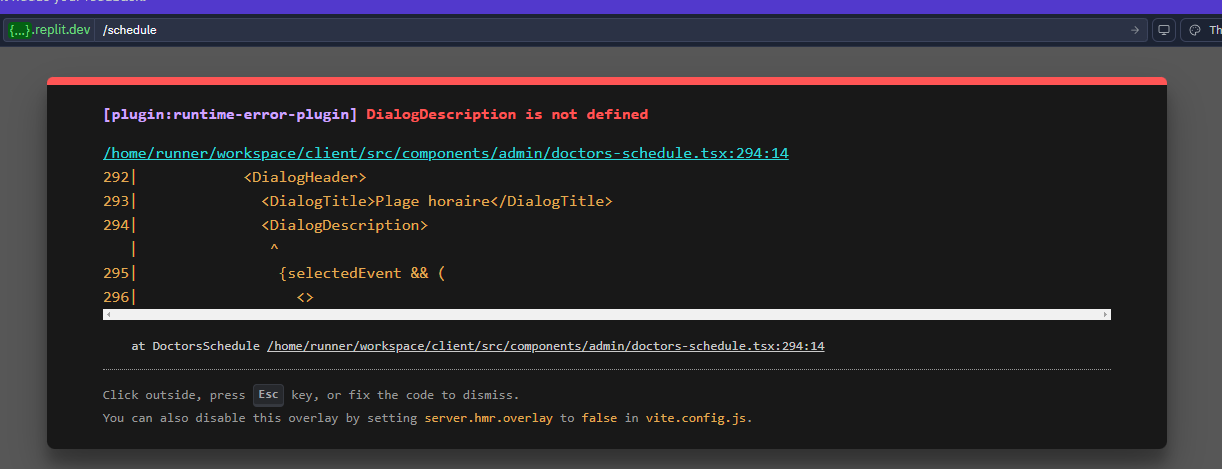 {...}.replit.dev /schedule → Th
[plugin:runtime-error-plugin] DialogDescription is not defined
/home/runner/workspace/client/src/components/admin/doctors-schedule.tsx:294:14
292|            <DialogHeader>
293|              <DialogTitle>Plage horaire</DialogTitle>
294|              <DialogDescription>
   |               ^
295|                {selectedEvent && (
296|                  <>
at DoctorsSchedule /home/runner/workspace/client/src/components/admin/doctors-schedule.tsx:294:14
Click outside, press Esc key, or fix the code to dismiss.
You can also disable this overlay by setting server.hmr.overlay to false in vite.config.js.